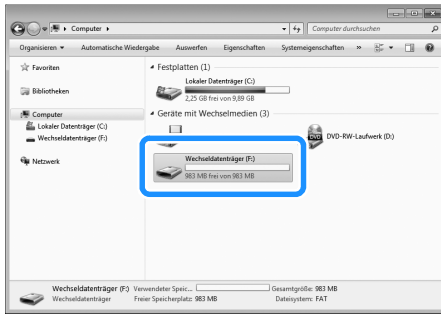 Computer
Computer durchsuchen
Organisieren Automatische Wiedergabe Auswerfen Eigenschaften Systemeigenschaften »
Favoriten
Bibliotheken
Computer
Lokaler Datenträger (C:)
Wechseldatenträger (F:)
Netzwerk
Festplatten (1)
Lokaler Datenträger (C:)
2,25 GB frei von 9,89 GB
Geräte mit Wechselmedien (3)
DVD
DVD-RW-Laufwerk (D:)
Wechseldatenträger (F:)
983 MB frei von 983 MB
Wechseldatenträger (F:) Verwendeter Speic... Gesamtgröße: 983 MB
Wechseldatenträger Freier Speicherplatz: 983 MB Dateisystem: FAT